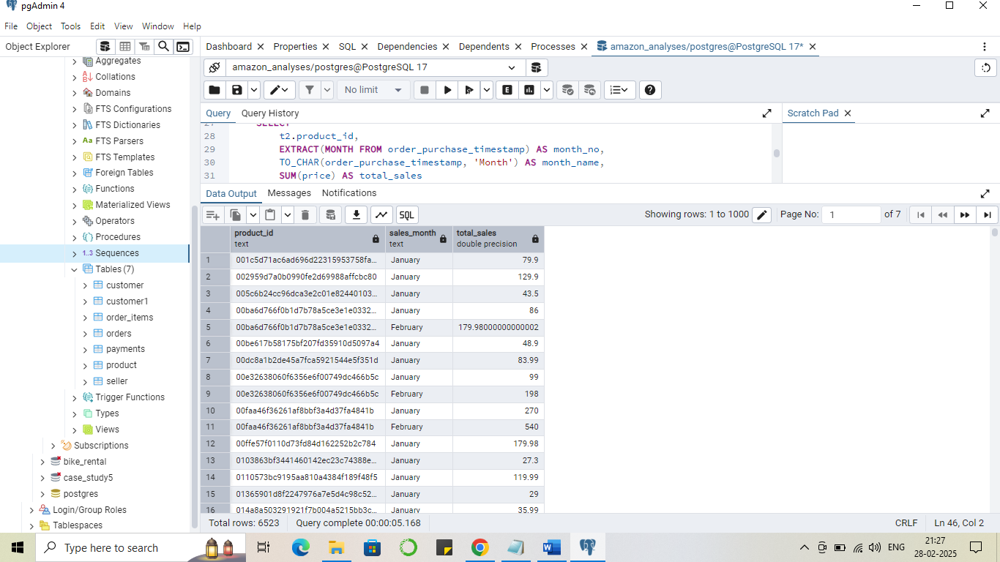 pgAdmin 4
File Object Tools Edit View Window Help
Object Explorer
Dashboard Properties SQL Dependencies Dependents Processes amazon_analyses/postgres@PostgreSQL 17*
Aggregates
Collations
Domains
FTS Configurations
FTS Dictionaries
FTS Parsers
FTS Templates
Foreign Tables
Functions
Materialized Views
Operators
Procedures
1..3 Sequences
Tables (7)
customer
customer1
order_items
orders
payments
product
seller
Trigger Functions
Types
Views
Subscriptions
bike_rental
case_study5
postgres
Login/Group Roles
Tablespaces
amazon_analyses/postgres@PostgreSQL 17
No limit
E
Query Query History
Scratch Pad
27 SELECT
28 t2.product_id,
29 EXTRACT(MONTH FROM order_purchase_timestamp) AS month_no,
30 TO_CHAR(order_purchase_timestamp, 'Month') AS month_name,
31 SUM(price) AS total_sales
Data Output Messages Notifications
SQL Showing rows: 1 to 1000 Page No: 1 of 7
product_id sales_month total_sales
text text double precision
1 001c5d71ac6ad696d22315953758fa... January 79.9
2 002959d7a0b0990fe2d69988affcbc80 January 129.9
3 005c6b24cc96dca3e2c01e82440103... January 43.5
4 00ba6d766f0b1d7b78a5ce3e1e0332... January 86
5 00ba6d766f0b1d7b78a5ce3e1e0332... February 179.98000000000002
6 00be617b58175bf207fd35910d5097a4 January 48.9
7 00dc8a1b2de45a7fca5921544e5f351d January 83.99
8 00e32638060f6356e6f00749dc466b5c January 99
9 00e32638060f6356e6f00749dc466b5c February 198
10 00faa46f36261af8bbf3a4d37fa4841b January 270
11 00faa46f36261af8bbf3a4d37fa4841b February 540
12 00ffe57f0110d73fd84d162252b2c784 January 179.98
13 0103863bf3441460142ec23c74388e... January 27.3
14 0110573bc9195aa810a4384f189f48f5 January 119.99
15 01365901d8f2247976a7e5d4c98c52... January 29
16 014a8a503291921f7b004a5215bb3c... January 35.99
Total rows: 6523 Query complete 00:00:05.168 CRLF Ln 46, Col 2
Type here to search
ENG
21:27
28-02-2025